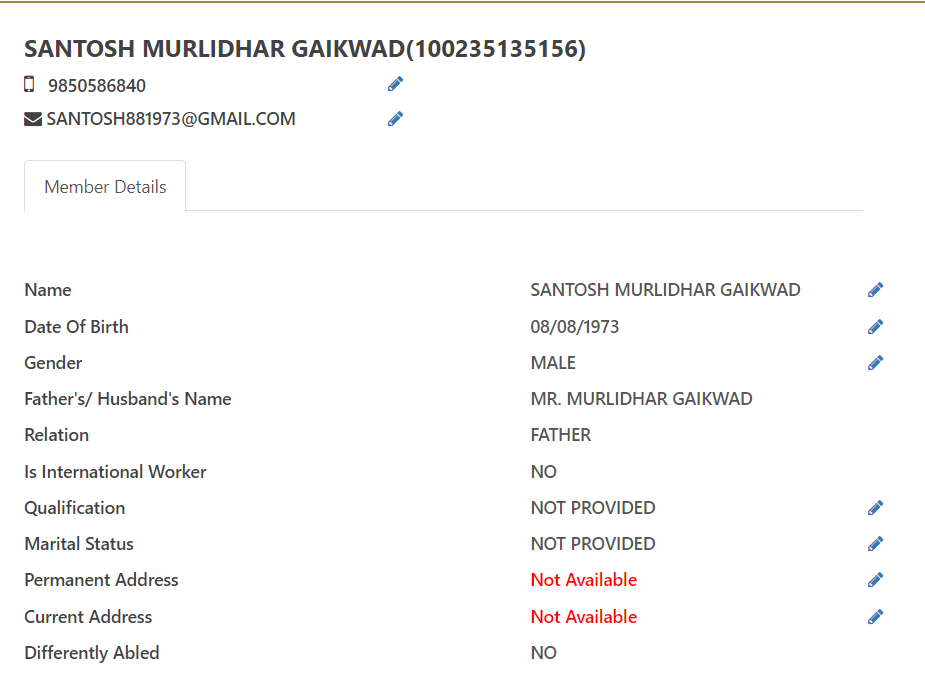 SANTOSH MURLIDHAR GAIKWAD(100235135156)
9850586840
SANTOSH881973@GMAIL.COM
Member Details
Name SANTOSH MURLIDHAR GAIKWAD
Date Of Birth 08/08/1973
Gender MALE
Father's/ Husband's Name MR. MURLIDHAR GAIKWAD
Relation FATHER
Is International Worker NO
Qualification NOT PROVIDED
Marital Status NOT PROVIDED
Permanent Address Not Available
Current Address Not Available
Differently Abled NO